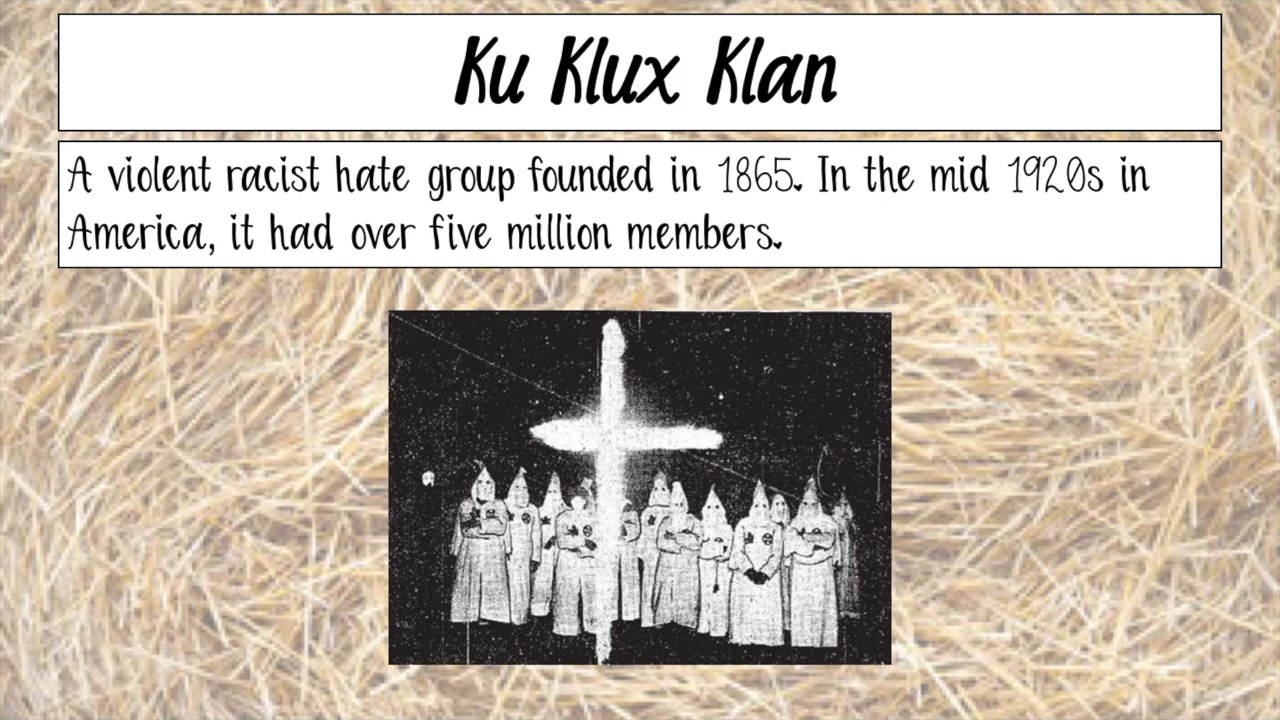 Ku Klux Klan
A violent racist hate group founded in 1865. In the mid 1920s in
America, it had over five million members.